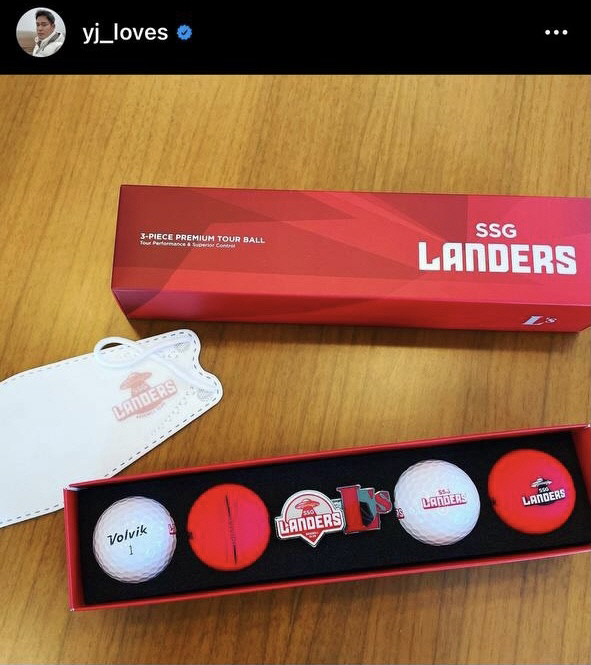 yj_loves
SSG
LANDERS
3-PIECE PREMIUM TOUR BALL
Tour Performance & Superior Control
L's
LANDERS
Volvik
1
SSG
LANDERS
L's
SSG
LANDERS
SSG
LANDERS